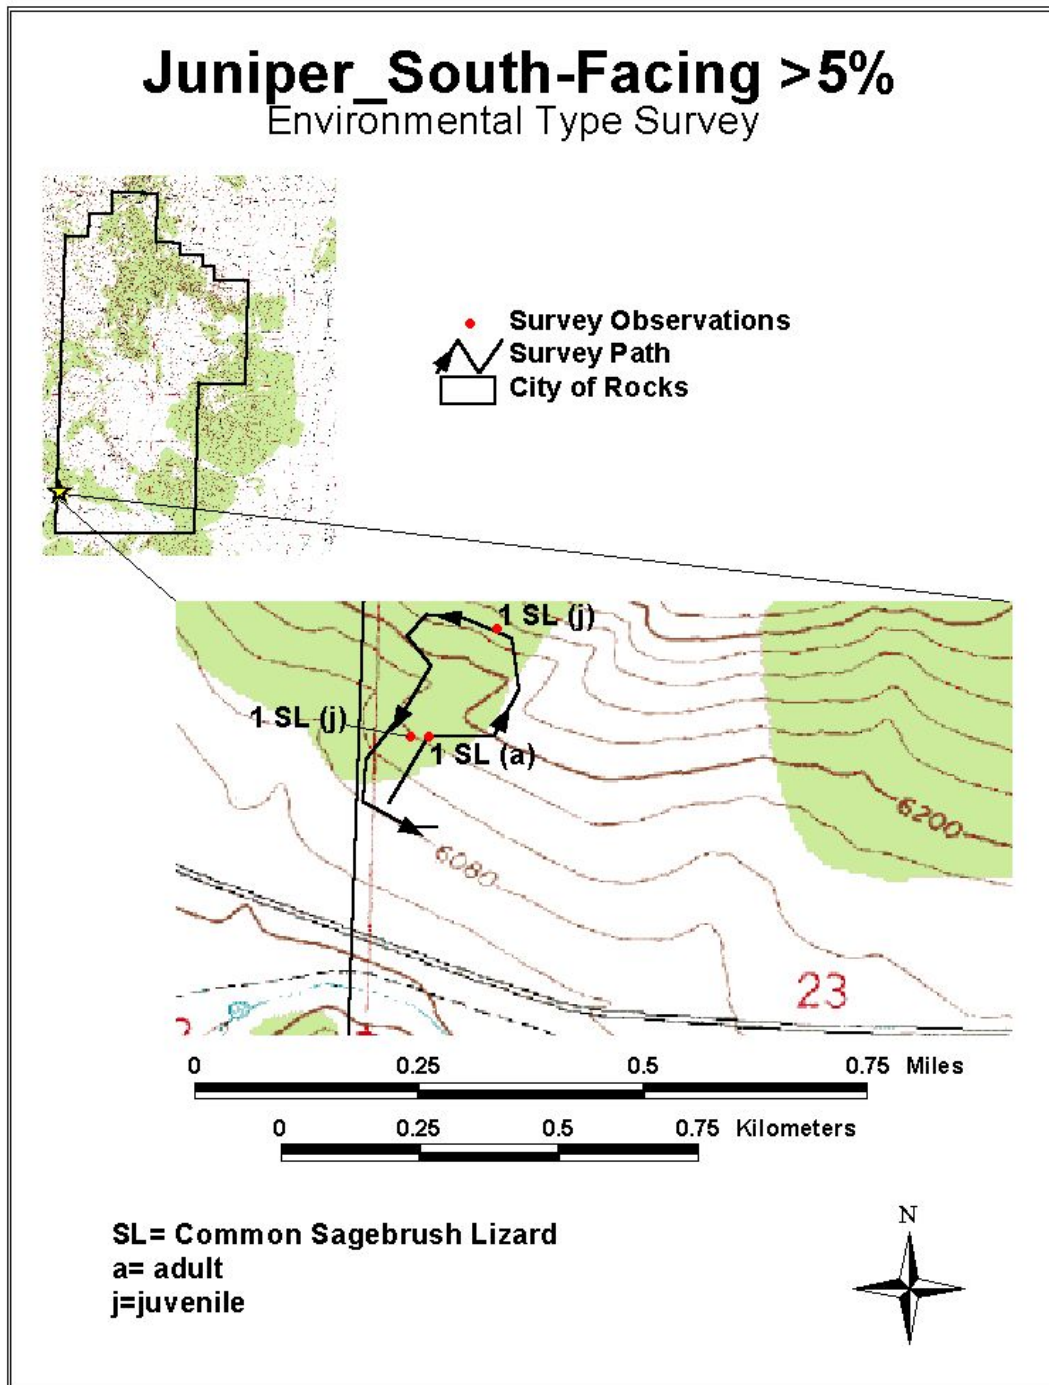 Juniper_South-Facing >5%
Environmental Type Survey
Survey Observations
Survey Path
City of Rocks
1 SL (j)
1 SL (j)
1 SL (a)
6200
6080
23
0 0.25 0.5 0.75 Miles
0 0.25 0.5 0.75 Kilometers
SL= Common Sagebrush Lizard
a= adult
j=juvenile
N